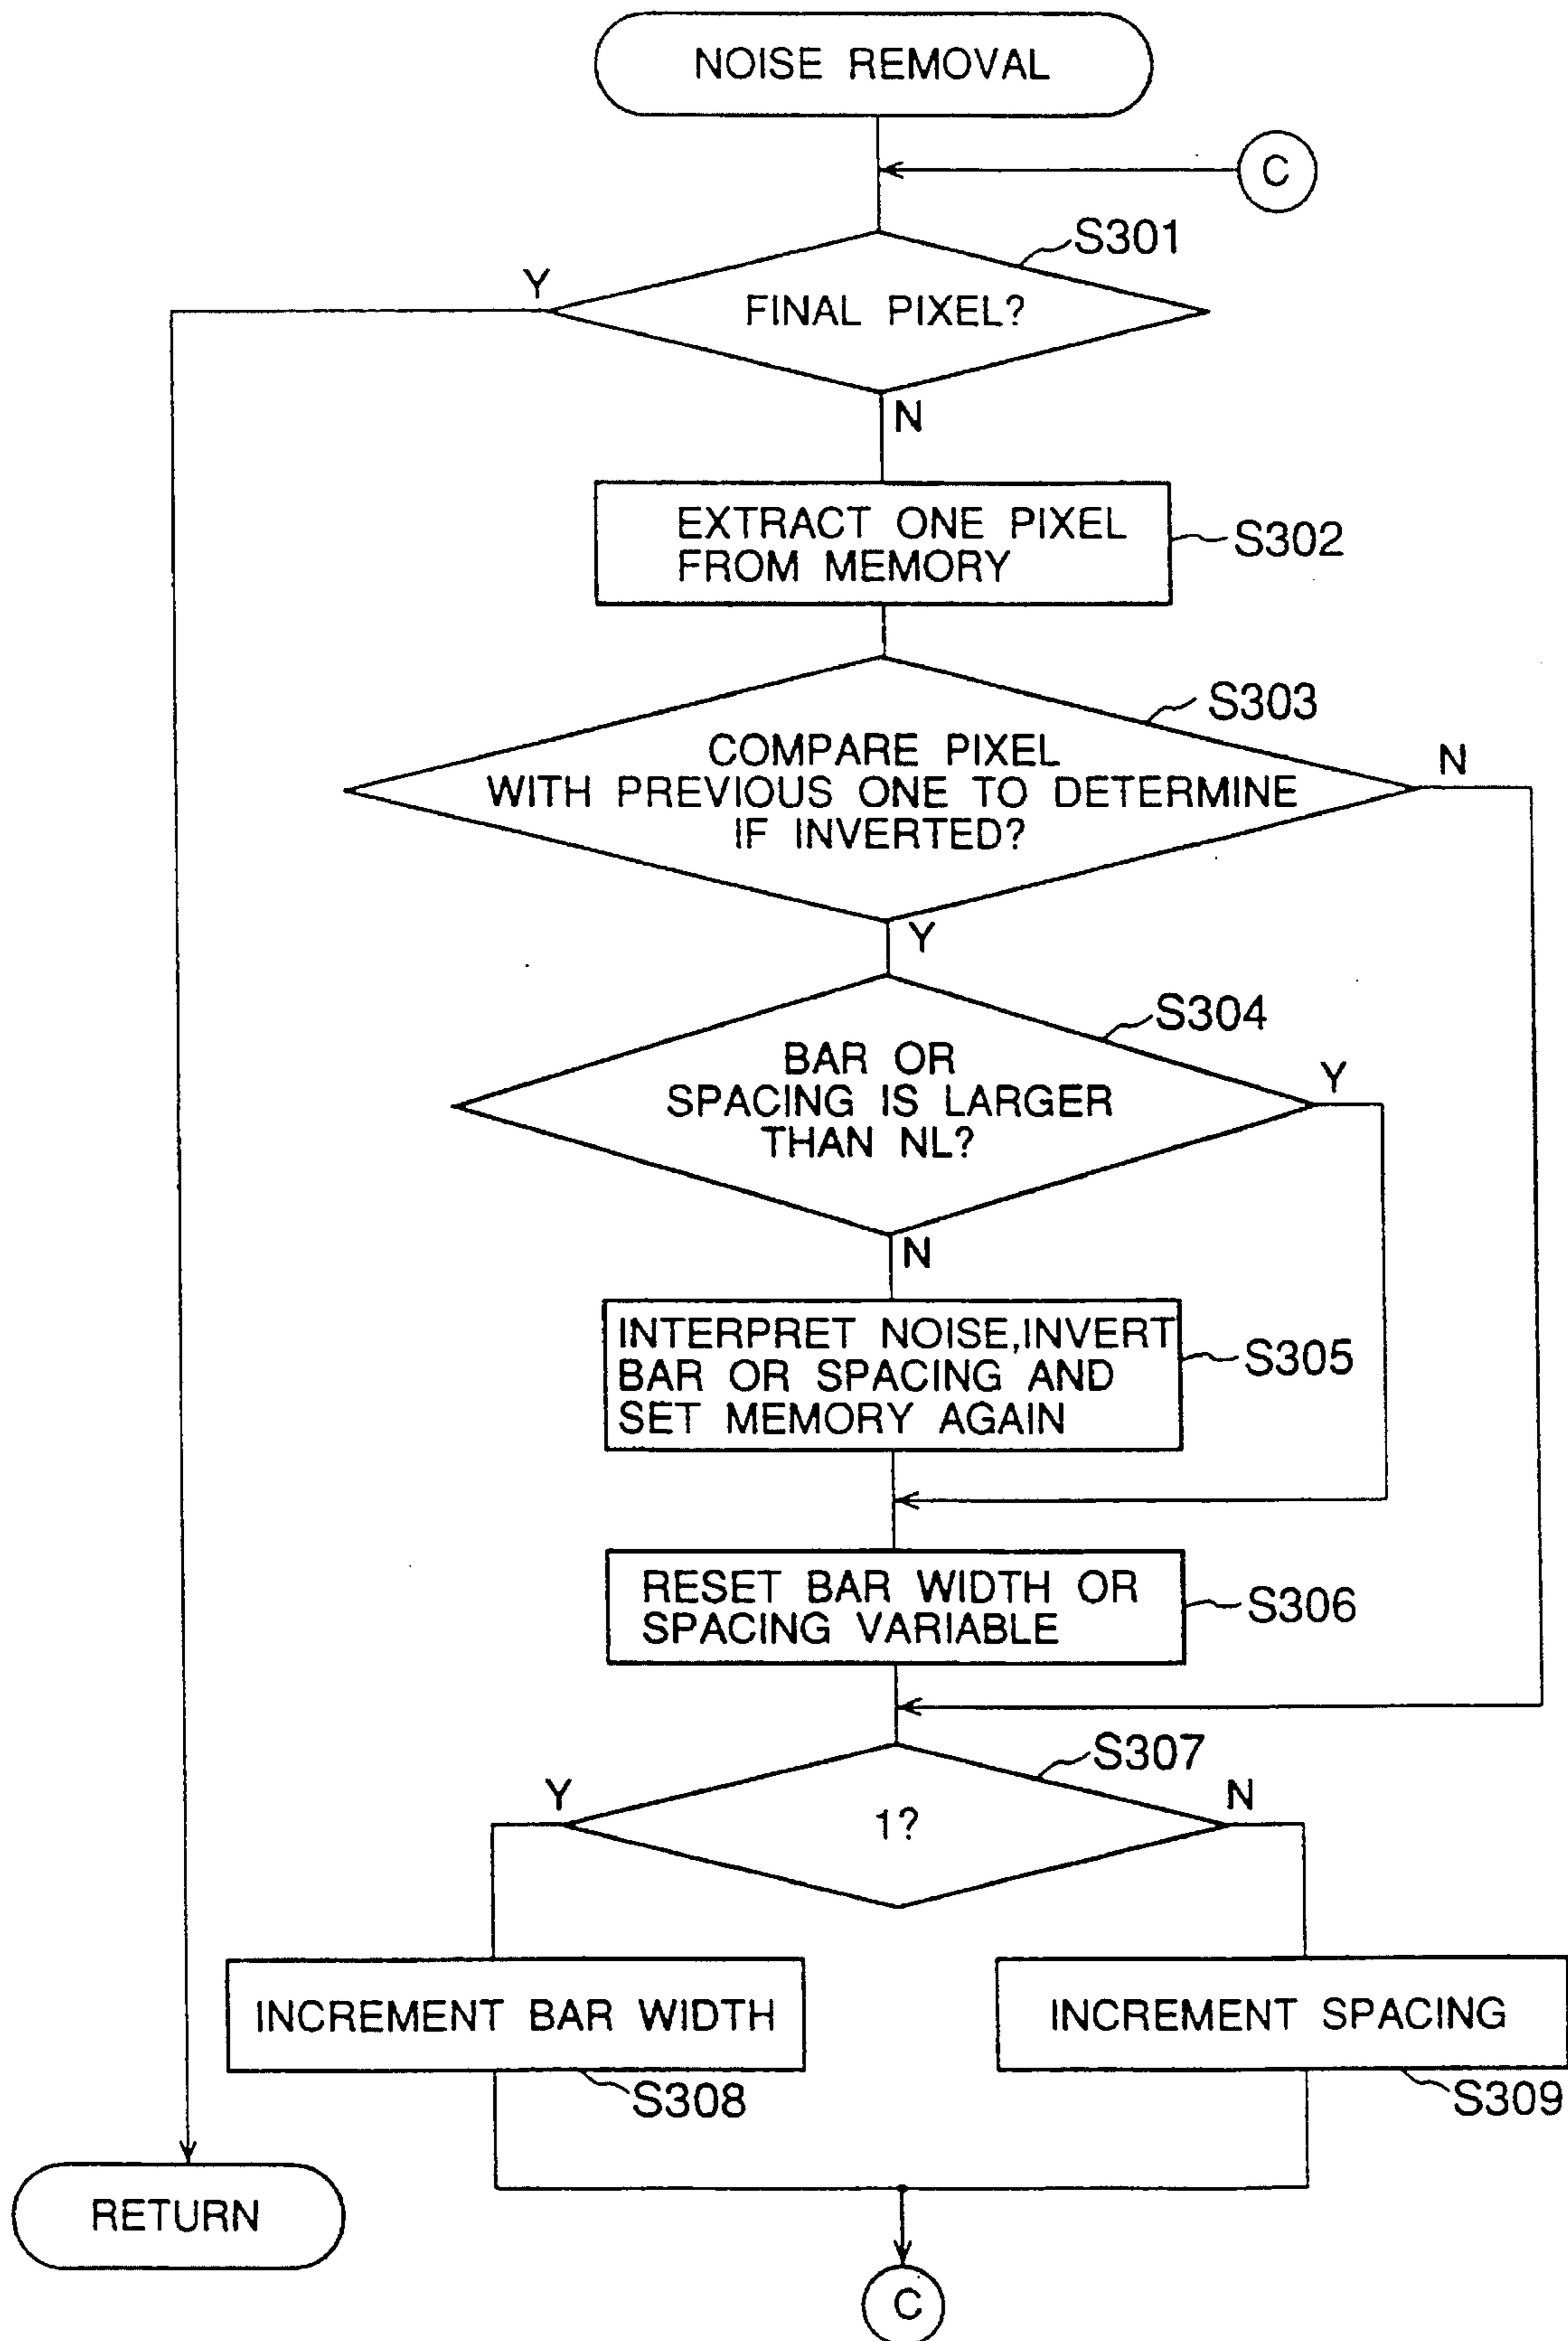 NOISE REMOVAL
C
S301
Y
FINAL PIXEL?
N
EXTRACT ONE PIXEL
FROM MEMORY
S302
S303
COMPARE PIXEL
WITH PREVIOUS ONE TO DETERMINE
IF INVERTED?
N
Y
S304
BAR OR
SPACING IS LARGER
THAN NL?
Y
N
INTERPRET NOISE,INVERT
BAR OR SPACING AND
SET MEMORY AGAIN
S305
RESET BAR WIDTH OR
SPACING VARIABLE
S306
S307
Y
1?
N
INCREMENT BAR WIDTH
INCREMENT SPACING
S308
S309
RETURN
C